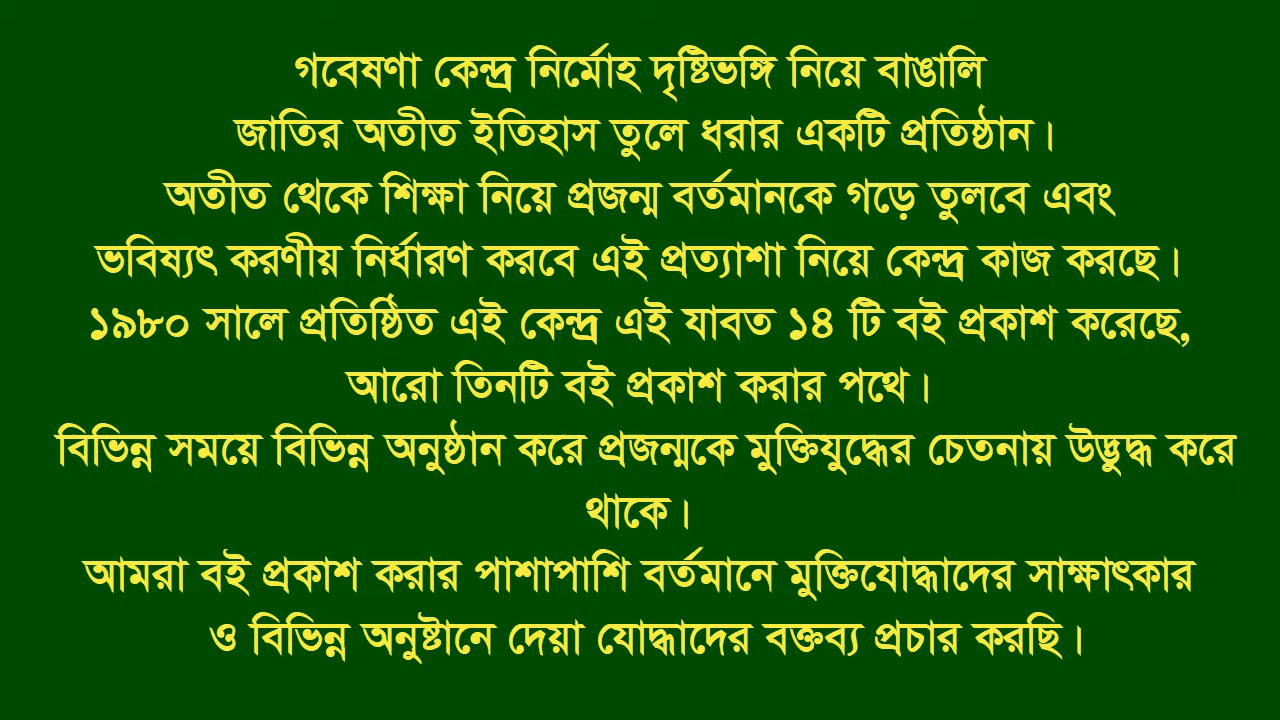 গবেষণা কেন্দ্র নির্মোহ দৃষ্টিভঙ্গি নিয়ে বাঙালি
জাতির অতীত ইতিহাস তুলে ধরার একটি প্রতিষ্ঠান।
অতীত থেকে শিক্ষা নিয়ে প্রজন্ম বর্তমানকে গড়ে তুলবে এবং
ভবিষ্যৎ করণীয় নির্ধারণ করবে এই প্রত্যাশা নিয়ে কেন্দ্র কাজ করছে।
১৯৮০ সালে প্রতিষ্ঠিত এই কেন্দ্র এই যাবত ১৪ টি বই প্রকাশ করেছে,
আরো তিনটি বই প্রকাশ করার পথে।
বিভিন্ন সময়ে বিভিন্ন অনুষ্ঠান করে প্রজন্মকে মুক্তিযুদ্ধের চেতনায় উদ্ভুদ্ধ করে
থাকে।
আমরা বই প্রকাশ করার পাশাপাশি বর্তমানে মুক্তিযোদ্ধাদের সাক্ষাৎকার
ও বিভিন্ন অনুষ্টানে দেয়া যোদ্ধাদের বক্তব্য প্রচার করছি।